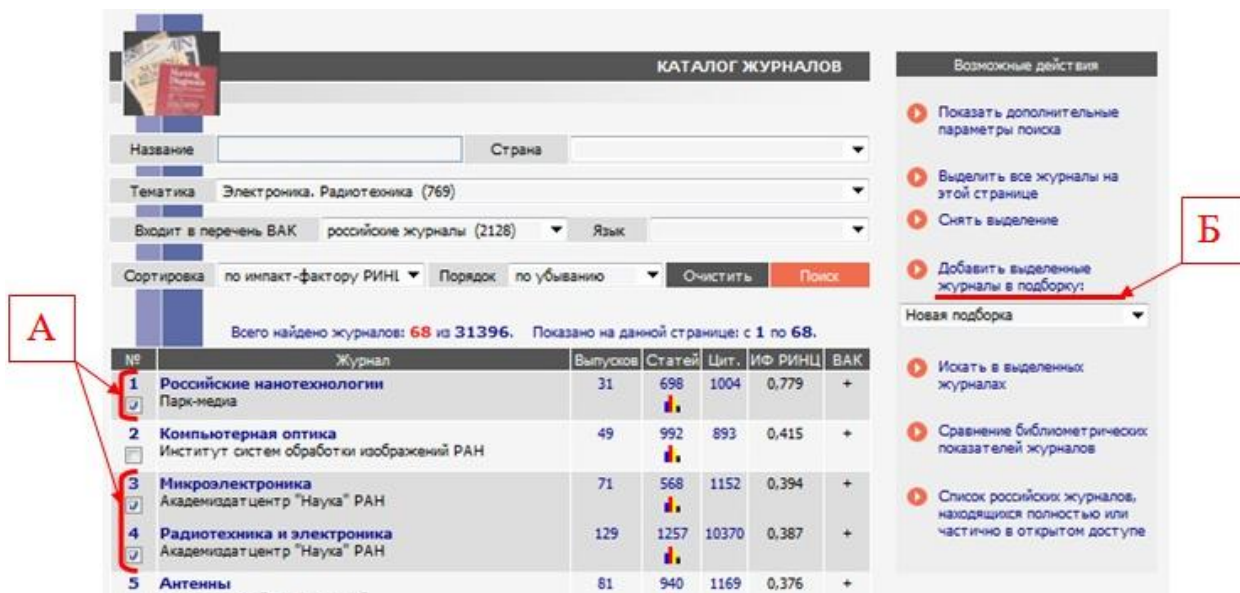 КАТАЛОГ ЖУРНАЛОВ
Название Страна
Тематика Электроника. Радиотехника (769)
Входит в перечень ВАК российские журналы (2128) Язык
Сортировка по импакт-фактору РИНЦ Порядок по убыванию Очистить Поиск
Всего найдено журналов: 68 из 31396. Показано на данной странице: с 1 по 68.
№ Журнал Выпусков Статей Цит. ИФ РИНЦ ВАК
1 Российские нанотехнологии 31 698 1004 0,779 +
Парк-медиа
2 Компьютерная оптика 49 992 893 0,415 +
Институт систем обработки изображений РАН
3 Микроэлектроника 71 568 1152 0,394 +
Академиздатцентр "Наука" РАН
4 Радиотехника и электроника 129 1257 10370 0,387 +
Академиздатцентр "Наука" РАН
5 Антенны 81 940 1169 0,376 +
А
Возможные действия
Показать дополнительные
параметры поиска
Выделить все журналы на
этой странице
Снять выделение
Добавить выделенные
журналы в подборку:
Новая подборка
Искать в выделенных
журналах
Сравнение библиометрических
показателей журналов
Список российских журналов,
находящихся полностью или
частично в открытом доступе
Б